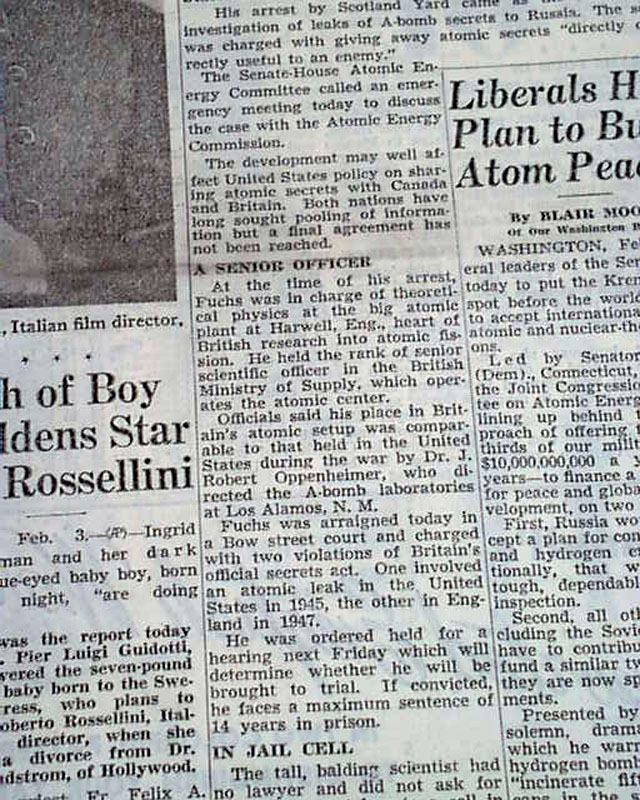 His arrest by Scotland Yard came as
investigation of leaks of A-bomb secrets to Russia. The
was charged with giving away atomic secrets "directly
rectly useful to an enemy."
The Senate-House Atomic En-
ergy Committee called an emer-
gency meeting today to discuss
the case with the Atomic Energy
Commission.
The development may well af-
fect United States policy on shar-
ing atomic secrets with Canada
and Britain. Both nations have
long sought pooling of informa-
tion but a final agreement has
not been reached.
A SENIOR OFFICER
At the time of his arrest,
Fuchs was in charge of theoreti-
cal physics at the big atomic
plant at Harwell, Eng., heart of
British research into atomic fis-
sion. He held the rank of senior
scientific officer in the British
Ministry of Supply, which oper-
ates the atomic center.
Officials said his place in Brit-
ain's atomic setup was compar-
able to that held in the United
States during the war by Dr. J.
Robert Oppenheimer, who di-
rected the A-bomb laboratories
at Los Alamos, N. M.
Fuchs was arraigned today in
a Bow street court and charged
with two violations of Britain's
official secrets act. One involved
an atomic leak in the United
States in 1945, the other in Eng-
land in 1947.
He was ordered held for a
hearing next Friday which will
determine whether he will be
brought to trial. If convicted,
he faces a maximum sentence of
14 years in prison.
IN JAIL CELL
The tall, balding scientist had
no lawyer and did not ask for
, Italian film director.
h of Boy
ldens Star
Rossellini
Feb. 3.—(AP)—Ingrid
man and her dark
ue-eyed baby boy, born
night, "are doing
was the report today
. Pier Luigi Guidotti,
vered the seven-pound
baby born to the Swe-
ress, who plans to
oberto Rossellini, Ital-
director, when she
a divorce from Dr.
ndstrom, of Hollywood.
Fr. Felix A.
Liberals H
Plan to Bu
Atom Peac
By BLAIR MOO
Of Our Washington B
WASHINGTON, Fe
eral leaders of the Sen
today to put the Krem
spot before the worl
to accept internationa
atomic and nuclear-th
ons.
Led by Senator
(Dem)., Connecticut,
the Joint Congressio
tee on Atomic Energ
lining up behind
proach of offering t
thirds of our milit
$10,000,000,000 a y
years—to finance a
for peace and globa
velopment, on two
First, Russia wo
cept a plan for con
and hydrogen e
tionally, that w
tough, dependabl
inspection.
Second, all oth
cluding the Sovi
have to contribu
fund a similar tw
they are now sp
ments.
Presented by
solemn, dram
which he warn
hydrogen bomb
"incinerate fif